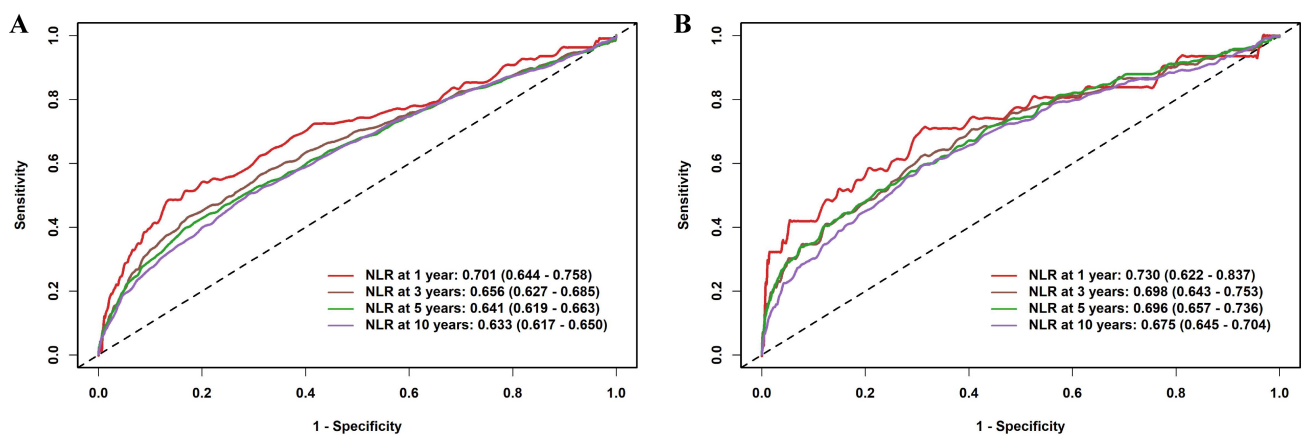 A
Sensitivity
1.0
0.8
0.6
0.4
0.2
0.0
NLR at 1 year: 0.701 (0.644 - 0.758)
NLR at 3 years: 0.656 (0.627 - 0.685)
NLR at 5 years: 0.641 (0.619 - 0.663)
NLR at 10 years: 0.633 (0.617 - 0.650)
0.0 0.2 0.4 0.6 0.8 1.0
1 - Specificity
B
Sensitivity
1.0
0.8
0.6
0.4
0.2
0.0
NLR at 1 year: 0.730 (0.622 - 0.837)
NLR at 3 years: 0.698 (0.643 - 0.753)
NLR at 5 years: 0.696 (0.657 - 0.736)
NLR at 10 years: 0.675 (0.645 - 0.704)
0.0 0.2 0.4 0.6 0.8 1.0
1 - Specificity